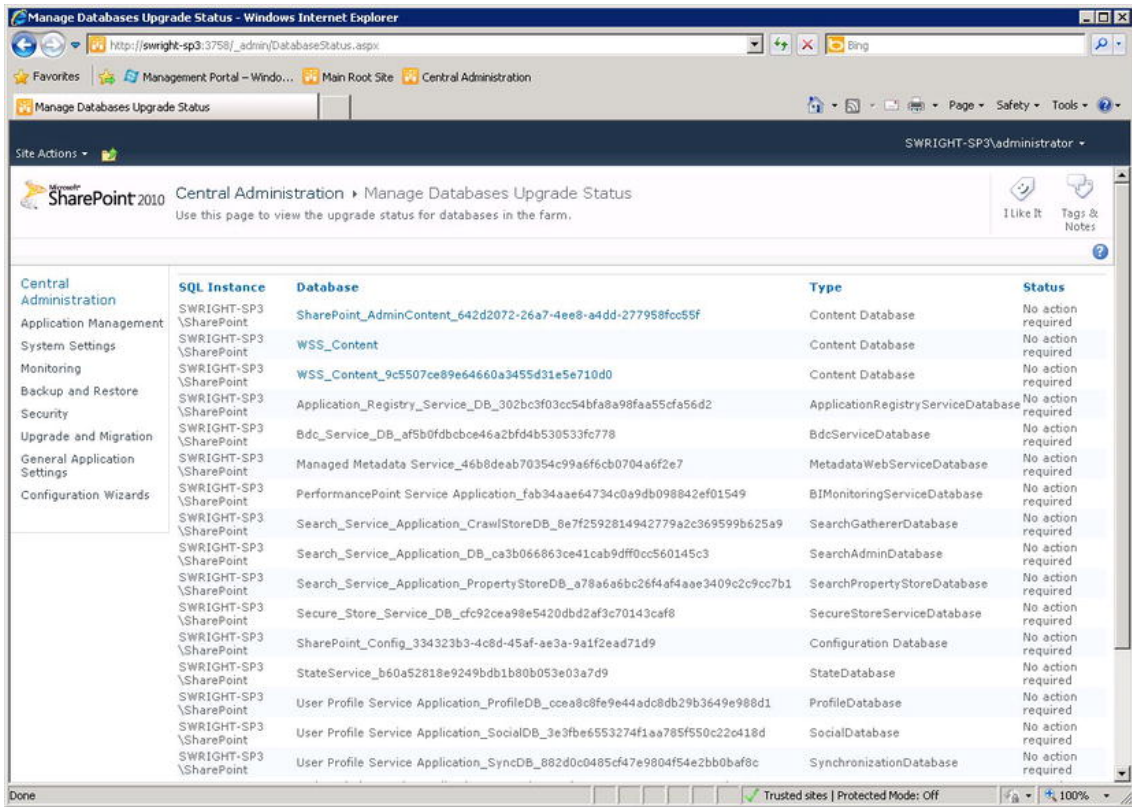 Manage Databases Upgrade Status - Windows Internet Explorer
http://swright-sp3:3758/_admin/DatabaseStatus.aspx
Bing
Favorites Management Portal – Windo... Main Root Site Central Administration
Manage Databases Upgrade Status
Page Safety Tools
Site Actions
SWRIGHT-SP3\administrator
Microsoft
SharePoint 2010
Central Administration Manage Databases Upgrade Status
Use this page to view the upgrade status for databases in the farm.
I Like It
Tags &
Notes
Central
Administration
Application Management
System Settings
Monitoring
Backup and Restore
Security
Upgrade and Migration
General Application
Settings
Configuration Wizards
SQL Instance Database Type Status
SWRIGHT-SP3
\SharePoint
SharePoint_AdminContent_642d2072-26a7-4ee8-a4dd-277958fcc55f Content Database
No action
required
SWRIGHT-SP3
\SharePoint
WSS_Content Content Database
No action
required
SWRIGHT-SP3
\SharePoint
WSS_Content_9c5507ce89e64660a3455d31e5e710d0 Content Database
No action
required
SWRIGHT-SP3
\SharePoint
Application_Registry_Service_DB_302bc3f03cc54bfa8a98faa55cfa56d2 ApplicationRegistryServiceDatabase
No action
required
SWRIGHT-SP3
\SharePoint
Bdc_Service_DB_af5b0fdbcbce46a2bfd4b530533fc778 BdcServiceDatabase
No action
required
SWRIGHT-SP3
\SharePoint
Managed Metadata Service_46b8deab70354c99a6f6cb0704a6f2e7 MetadataWebServiceDatabase
No action
required
SWRIGHT-SP3
\SharePoint
PerformancePoint Service Application_fab34aae64734c0a9db098842ef01549 BIMonitoringServiceDatabase
No action
required
SWRIGHT-SP3
\SharePoint
Search_Service_Application_CrawlStoreDB_8e7f2592814942779a2c369599b625a9 SearchGathererDatabase
No action
required
SWRIGHT-SP3
\SharePoint
Search_Service_Application_DB_ca3b066863ce41cab9dff0cc560145c3 SearchAdminDatabase
No action
required
SWRIGHT-SP3
\SharePoint
Search_Service_Application_PropertyStoreDB_a78a6a6bc26f4af4aae3409c2c9cc7b1 SearchPropertyStoreDatabase
No action
required
SWRIGHT-SP3
\SharePoint
Secure_Store_Service_DB_cfc92cea98e5420dbd2af3c70143caf8 SecureStoreServiceDatabase
No action
required
SWRIGHT-SP3
\SharePoint
SharePoint_Config_334323b3-4c8d-45af-ae3a-9a1f2ead71d9 Configuration Database
No action
required
SWRIGHT-SP3
\SharePoint
StateService_b60a52818e9249bdb1b80b053e03a7d9 StateDatabase
No action
required
SWRIGHT-SP3
\SharePoint
User Profile Service Application_ProfileDB_ccea8c8fe9e44adc8db29b3649e988d1 ProfileDatabase
No action
required
SWRIGHT-SP3
\SharePoint
User Profile Service Application_SocialDB_3e3fbe6553274f1aa785f550c22c418d SocialDatabase
No action
required
SWRIGHT-SP3
\SharePoint
User Profile Service Application_SyncDB_882d0c0485cf47e9804f54e2bb0baf8c SynchronizationDatabase
No action
required
Done Trusted sites | Protected Mode: Off 100%